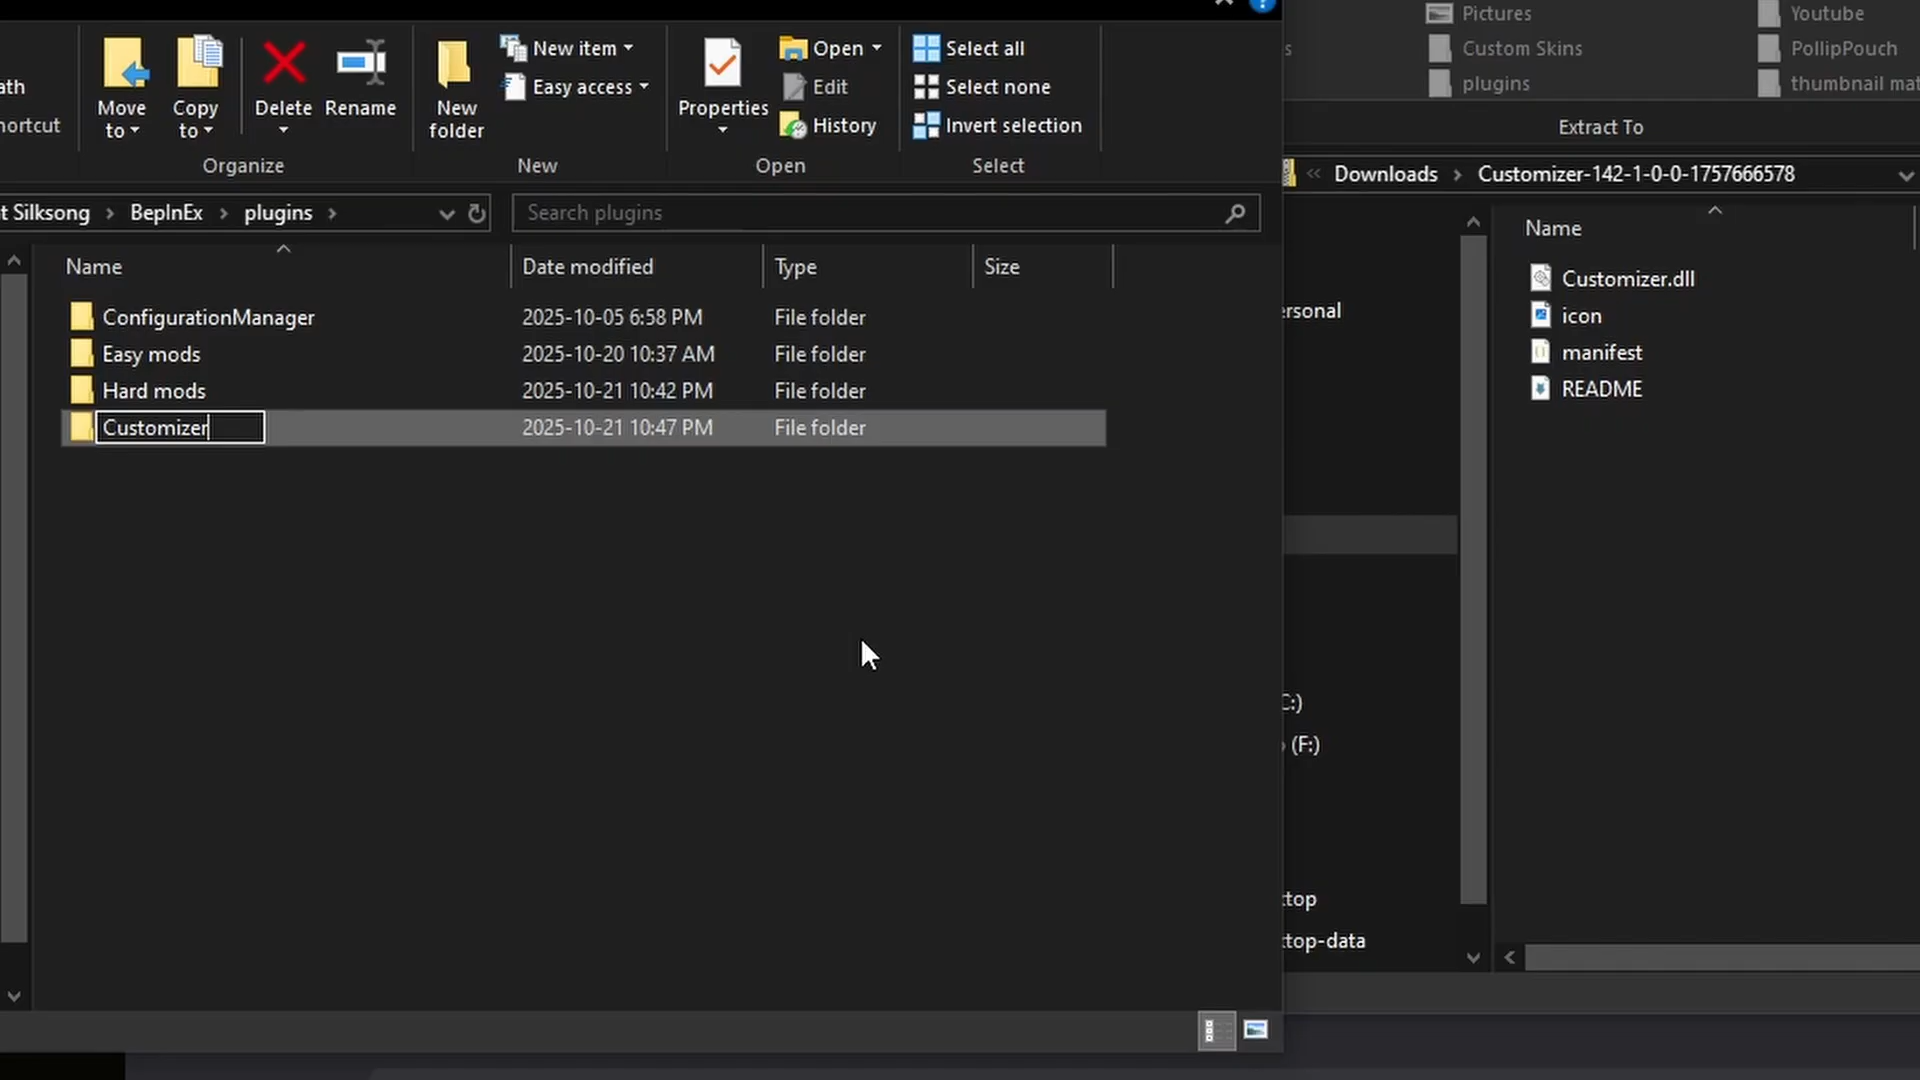 ath
hortcut
Move to
Copy to
Delete
Rename
Organize
New folder
New item
Easy access
New
Properties
Open
Edit
History
Open
Select all
Select none
Invert selection
Select
t Silksong
BepInEx
plugins
Search plugins
Name
Date modified
Type
Size
ConfigurationManager
2025-10-05 6:58 PM
File folder
Easy mods
2025-10-20 10:37 AM
File folder
Hard mods
2025-10-21 10:42 PM
File folder
Customizer
2025-10-21 10:47 PM
File folder
s
Pictures
Custom Skins
plugins
Youtube
PollipPouch
thumbnail mat
Extract To
Downloads
Customizer-142-1-0-0-1757666578
ersonal
C:)
(F:)
top
top-data
Name
Customizer.dll
icon
manifest
README